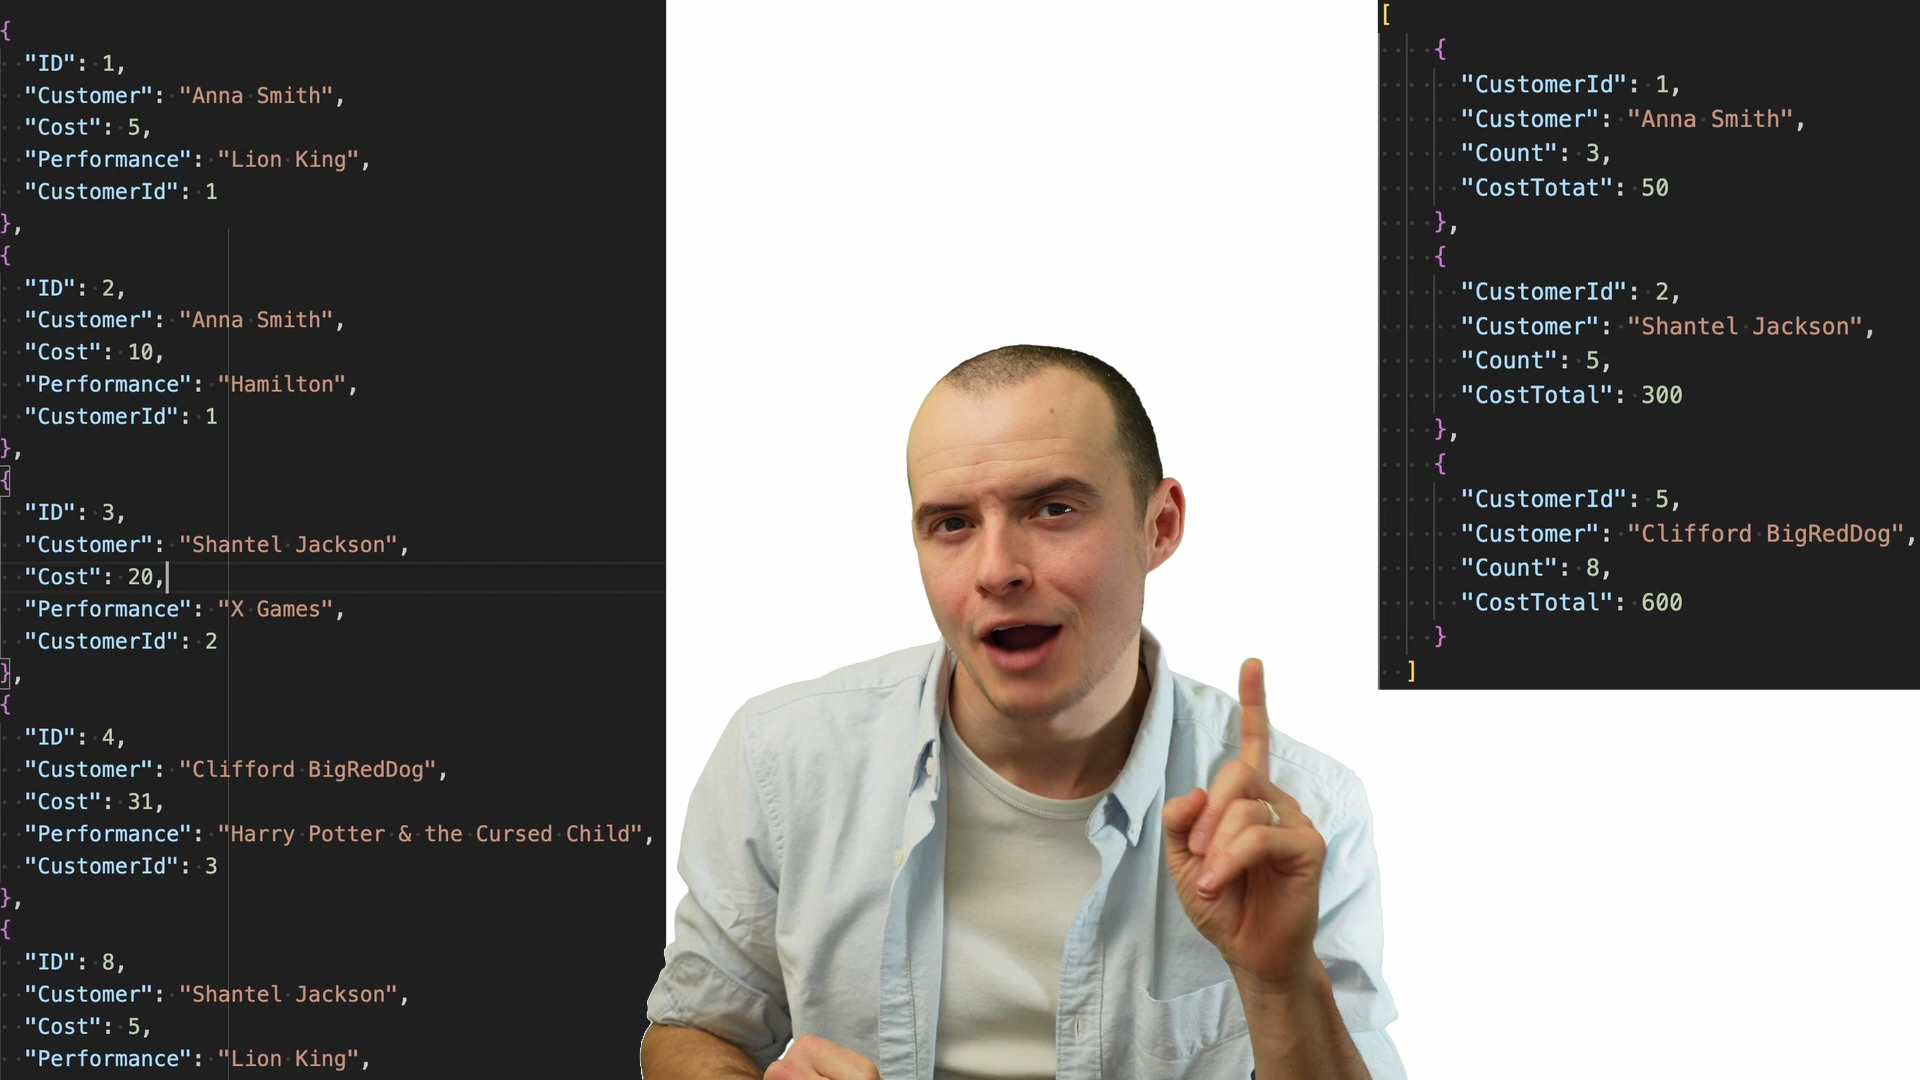 {
"ID": 1,
"Customer": "Anna Smith",
"Cost": 5,
"Performance": "Lion King",
"CustomerId": 1
},
{
"ID": 2,
"Customer": "Anna Smith",
"Cost": 10,
"Performance": "Hamilton",
"CustomerId": 1
},
{
"ID": 3,
"Customer": "Shantel Jackson",
"Cost": 20,
"Performance": "X Games",
"CustomerId": 2
},
{
"ID": 4,
"Customer": "Clifford BigRedDog",
"Cost": 31,
"Performance": "Harry Potter & the Cursed Child",
"CustomerId": 3
},
{
"ID": 8,
"Customer": "Shantel Jackson",
"Cost": 5,
"Performance": "Lion King",
[
{
"CustomerId": 1,
"Customer": "Anna Smith",
"Count": 3,
"CostTotat": 50
},
{
"CustomerId": 2,
"Customer": "Shantel Jackson",
"Count": 5,
"CostTotal": 300
},
{
"CustomerId": 5,
"Customer": "Clifford BigRedDog",
"Count": 8,
"CostTotal": 600
}
]